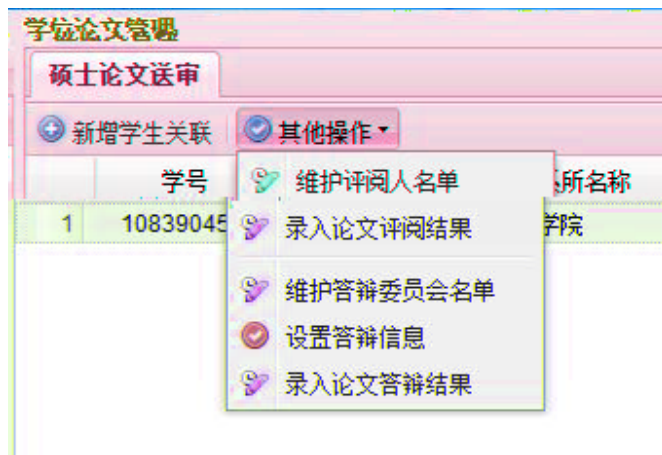 学位论文管理
硕士论文送审
新增学生关联 其他操作
学号 所名称
1 10839045 学院
维护评阅人名单
录入论文评阅结果
维护答辩委员会名单
设置答辩信息
录入论文答辩结果